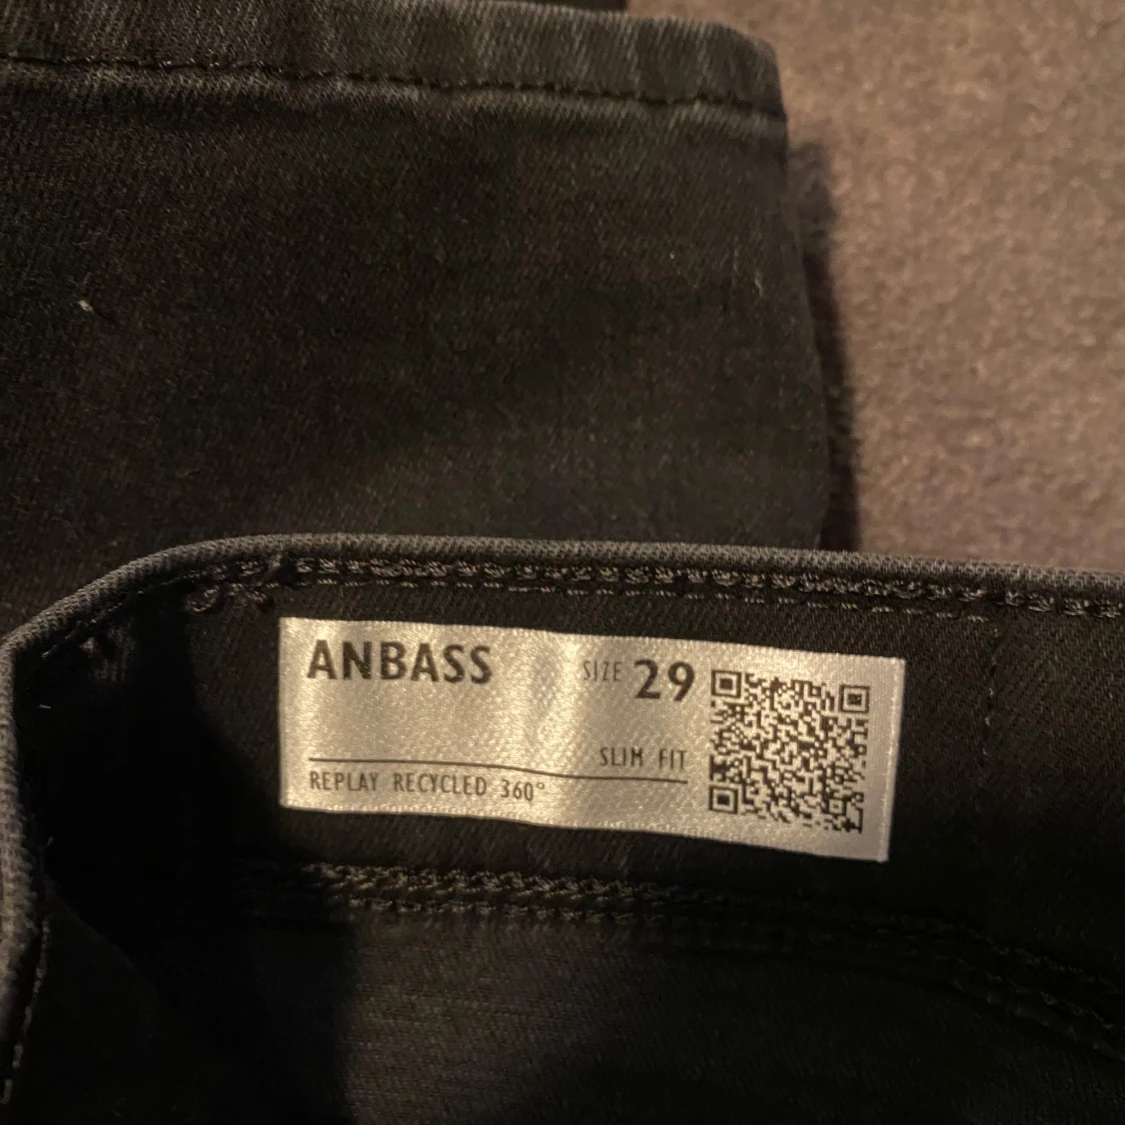 ANBASS SIZE 29
SLIM FIT
REPLAY RECYCLED 360°